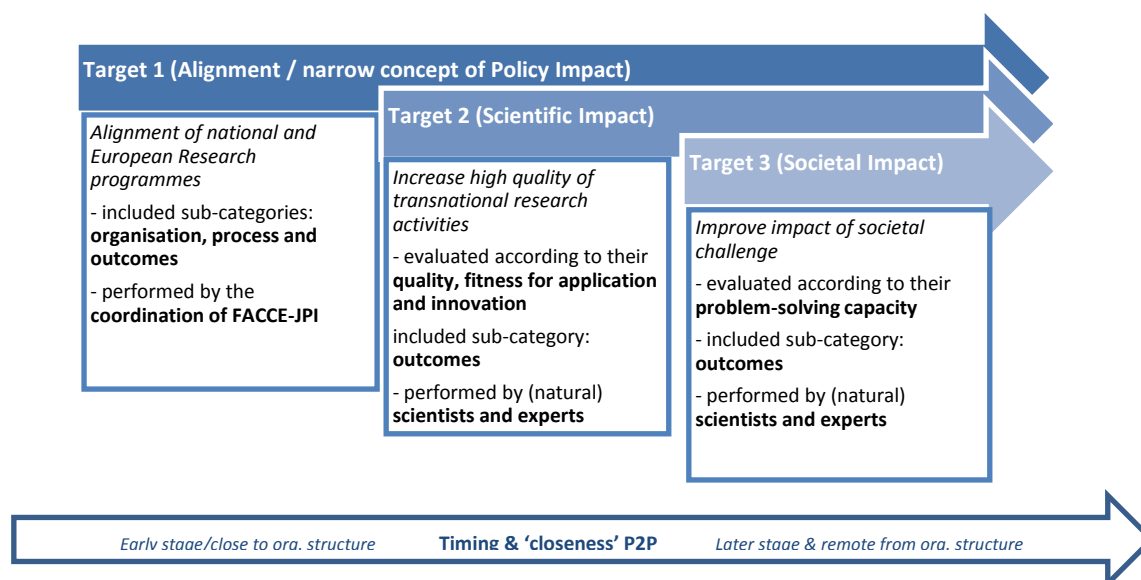 Target 1 (Alignment / narrow concept of Policy Impact)
Alignment of national and
European Research
programmes
- included sub-categories:
organisation, process and
outcomes
- performed by the
coordination of FACCE-JPI
Target 2 (Scientific Impact)
Increase high quality of
transnational research
activities
- evaluated according to their
quality, fitness for application
and innovation
included sub-category:
outcomes
- performed by (natural)
scientists and experts
Target 3 (Societal Impact)
Improve impact of societal
challenge
- evaluated according to their
problem-solving capacity
- included sub-category:
outcomes
- performed by (natural)
scientists and experts
Early stage/close to org. structure Timing & ‘closeness’ P2P Later stage & remote from org. structure